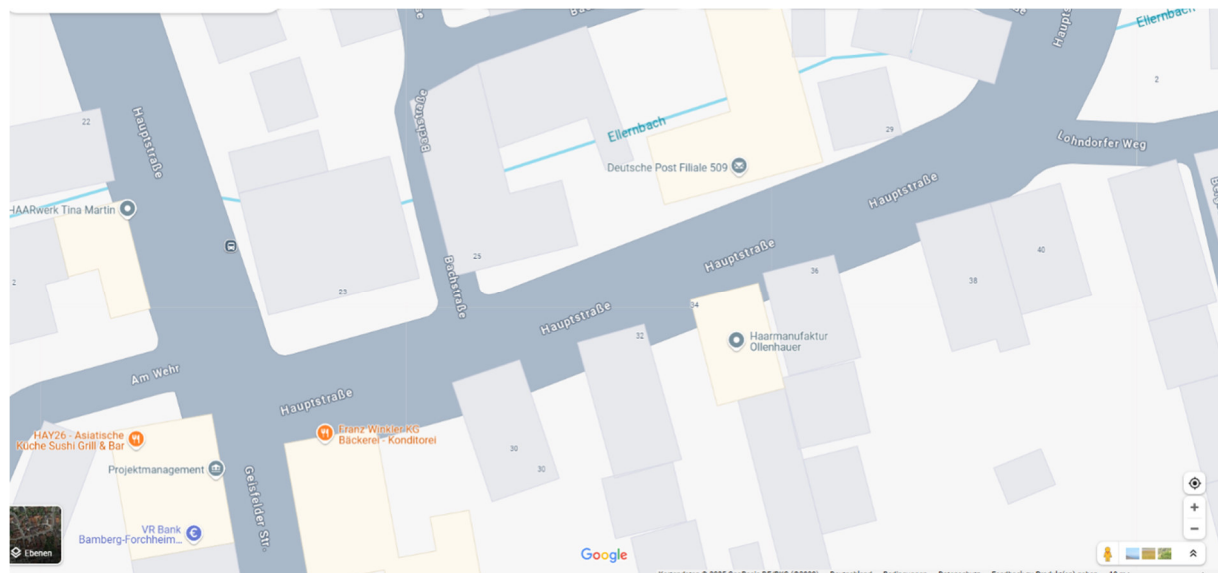 Hauptstraße
Ellernbach
22
2
Hauptstraße
Bachstraße
Ellernbach
29
Lohndorfer Weg
Deutsche Post Filiale 509
Hauptstraße
HAARwerk Tina Martin
Hauptstraße
25
Bachstraße
36
40
38
2
23
34
Hauptstraße
32
Haarmanufaktur
Ollenhauer
Am Wehr
Hauptstraße
HAY26 - Asiatische
Küche Sushi Grill & Bar
Franz Winkler KG
Bäckerei - Konditorei
30
30
Projektmanagement
Geisfelder Str.
VR Bank
Bamberg-Forchheim...
Ebenen
Google